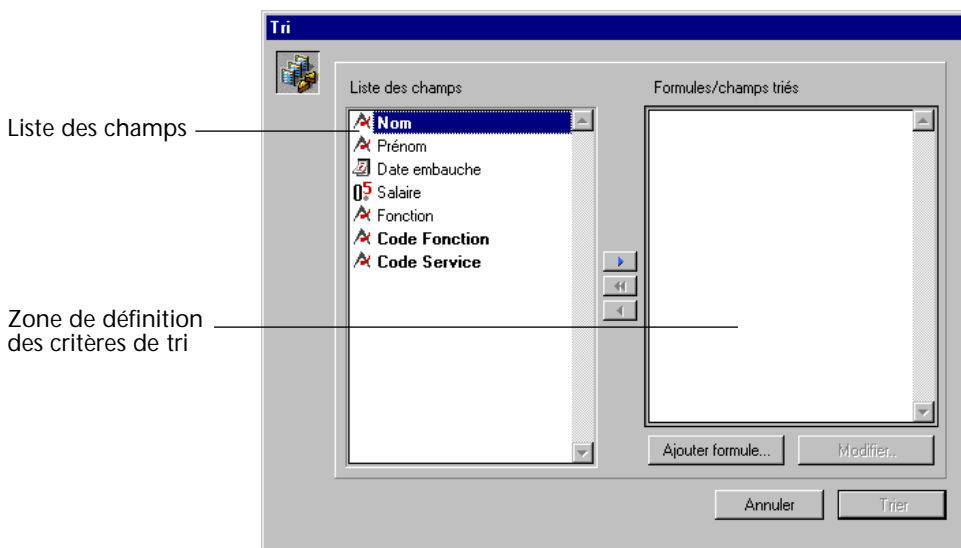 Tri
Liste des champs
Formules/champs triés
Liste des champs
Nom
Prénom
Date embauche
Salaire
Fonction
Code Fonction
Code Service
Zone de définition
des critères de tri
Ajouter formule...
Modifier..
Annuler
Trier